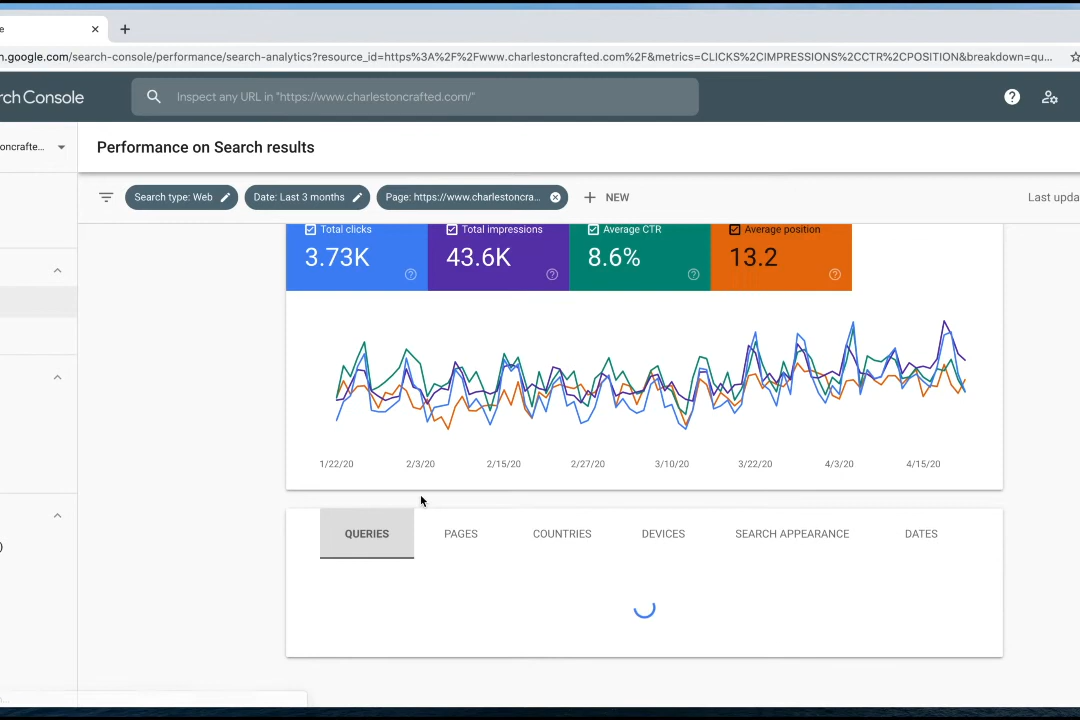 e
n.google.com/search-console/performance/search-analytics?resource_id=https%3A%2F%2Fwww.charlestoncrafted.com%2F&metrics=CLICKS%2CIMPRESSIONS%2CCTR%2CPOSITION&breakdown=qu...
rch Console
Inspect any URL in "https://www.charlestoncrafted.com/"
oncrafte...
Performance on Search results
Search type: Web
Date: Last 3 months
Page: https://www.charlestoncra...
NEW
Last upda
Total clicks
Total impressions
Average CTR
Average position
3.73K
43.6K
8.6%
13.2
1/22/20
2/3/20
2/15/20
2/27/20
3/10/20
3/22/20
4/3/20
4/15/20
)
QUERIES
PAGES
COUNTRIES
DEVICES
SEARCH APPEARANCE
DATES